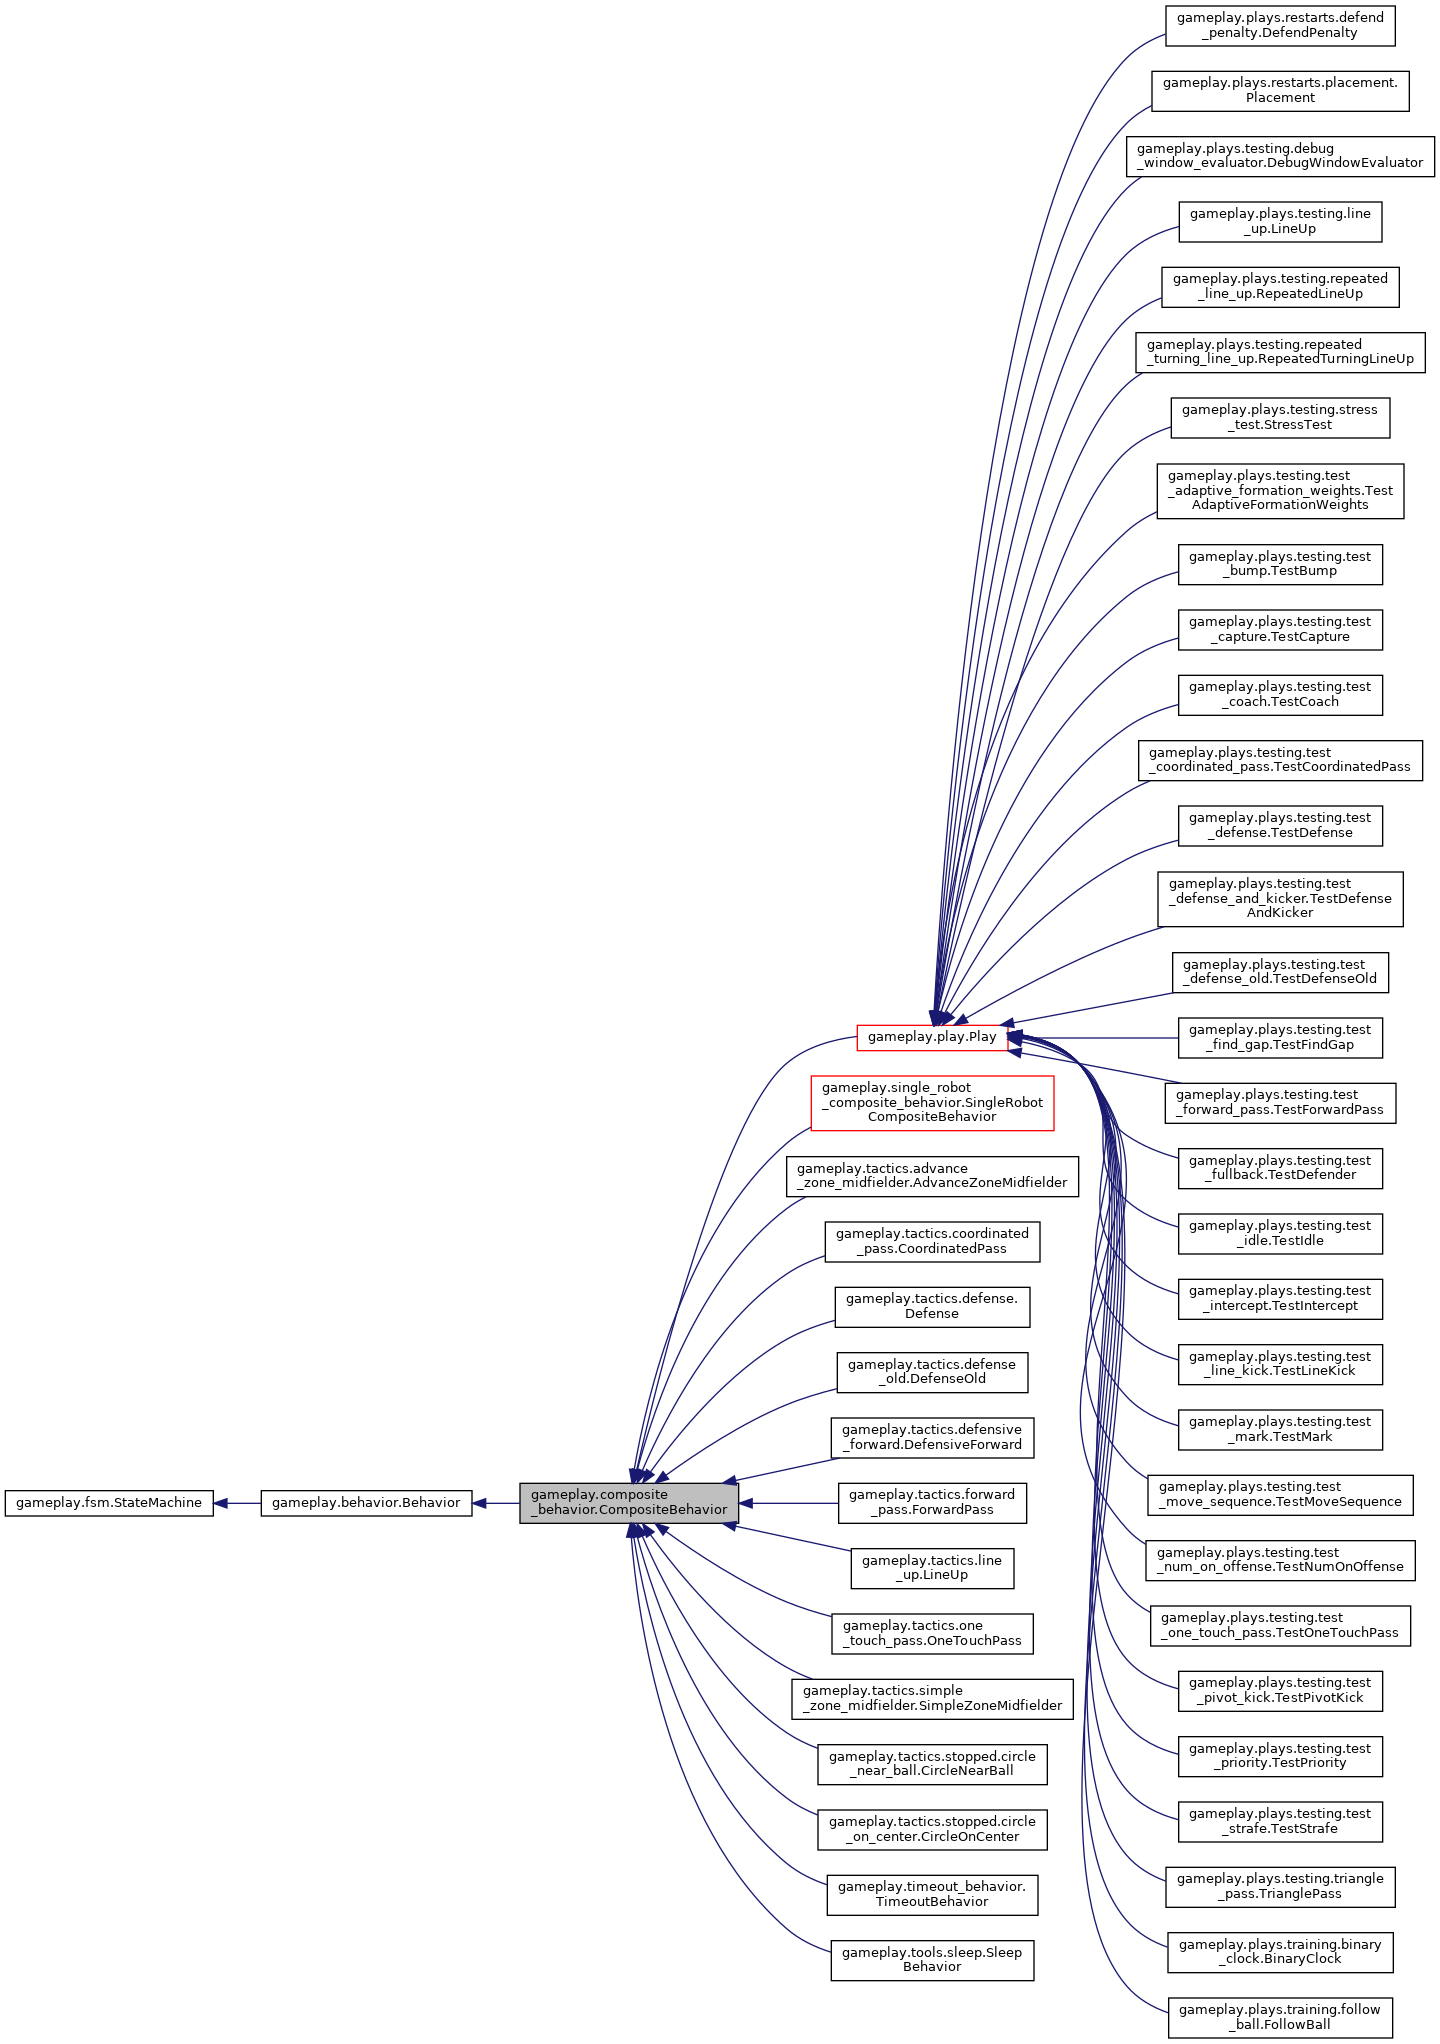 gameplay.plays.restarts.defend
_penalty.DefendPenalty
gameplay.plays.restarts.placement.
Placement
gameplay.plays.testing.debug
_window_evaluator.DebugWindowEvaluator
gameplay.plays.testing.line
_up.LineUp
gameplay.plays.testing.repeated
_line_up.RepeatedLineUp
gameplay.plays.testing.repeated
_turning_line_up.RepeatedTurningLineUp
gameplay.plays.testing.stress
_test.StressTest
gameplay.plays.testing.test
_adaptive_formation_weights.Test
AdaptiveFormationWeights
gameplay.plays.testing.test
_bump.TestBump
gameplay.plays.testing.test
_capture.TestCapture
gameplay.plays.testing.test
_coach.TestCoach
gameplay.plays.testing.test
_coordinated_pass.TestCoordinatedPass
gameplay.plays.testing.test
_defense.TestDefense
gameplay.plays.testing.test
_defense_and_kicker.TestDefense
AndKicker
gameplay.plays.testing.test
_defense_old.TestDefenseOld
gameplay.plays.testing.test
_find_gap.TestFindGap
gameplay.plays.testing.test
_forward_pass.TestForwardPass
gameplay.plays.testing.test
_fullback.TestDefender
gameplay.plays.testing.test
_idle.TestIdle
gameplay.plays.testing.test
_intercept.TestIntercept
gameplay.plays.testing.test
_line_kick.TestLineKick
gameplay.plays.testing.test
_mark.TestMark
gameplay.plays.testing.test
_move_sequence.TestMoveSequence
gameplay.plays.testing.test
_num_on_offense.TestNumOnOffense
gameplay.plays.testing.test
_one_touch_pass.TestOneTouchPass
gameplay.plays.testing.test
_pivot_kick.TestPivotKick
gameplay.plays.testing.test
_priority.TestPriority
gameplay.plays.testing.test
_strafe.TestStrafe
gameplay.plays.testing.triangle
_pass.TrianglePass
gameplay.plays.training.binary
_clock.BinaryClock
gameplay.plays.training.follow
_ball.FollowBall
gameplay.play.Play
gameplay.single_robot
_composite_behavior.SingleRobot
CompositeBehavior
gameplay.tactics.advance
_zone_midfielder.AdvanceZoneMidfielder
gameplay.tactics.coordinated
_pass.CoordinatedPass
gameplay.tactics.defense.
Defense
gameplay.tactics.defense
_old.DefenseOld
gameplay.tactics.defensive
_forward.DefensiveForward
gameplay.tactics.forward
_pass.ForwardPass
gameplay.tactics.line
_up.LineUp
gameplay.tactics.one
_touch_pass.OneTouchPass
gameplay.tactics.simple
_zone_midfielder.SimpleZoneMidfielder
gameplay.tactics.stopped.circle
_near_ball.CircleNearBall
gameplay.tactics.stopped.circle
_on_center.CircleOnCenter
gameplay.timeout_behavior.
TimeoutBehavior
gameplay.tools.sleep.Sleep
Behavior
gameplay.fsm.StateMachine
gameplay.behavior.Behavior
gameplay.composite
_behavior.CompositeBehavior